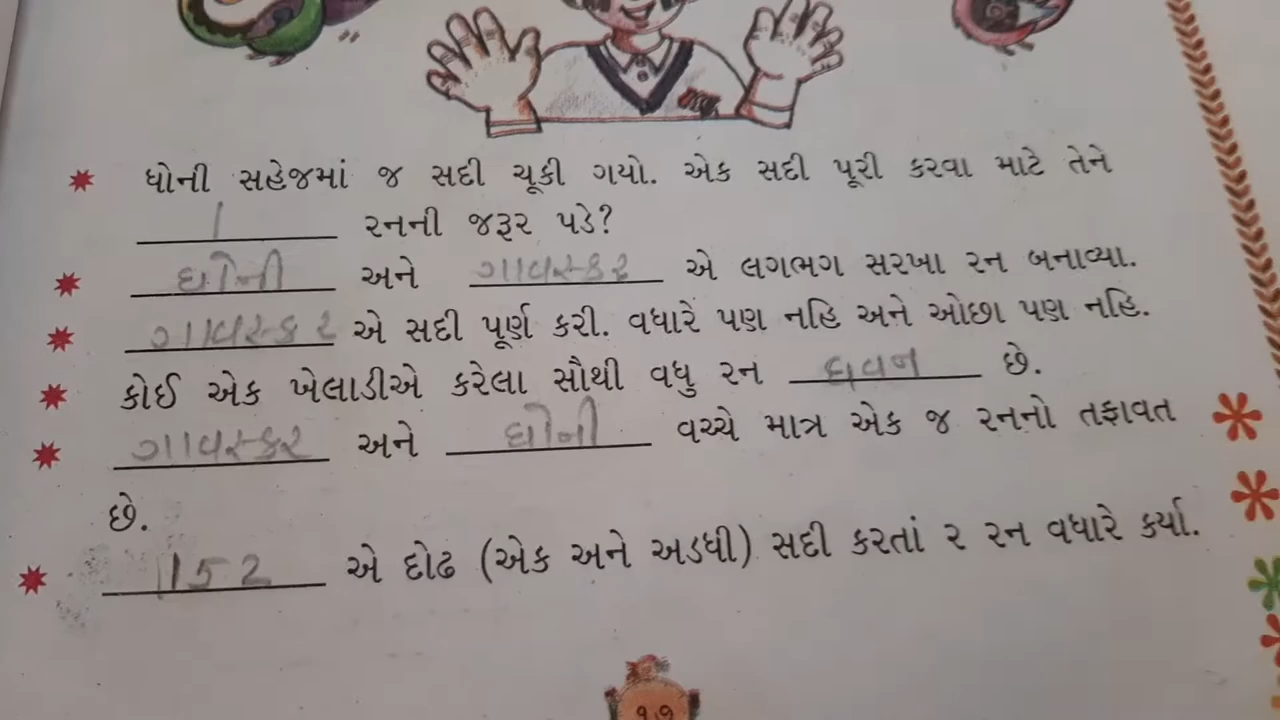 ધોની સહેજમાં જ સદી ચૂકી ગયો. એક સદી પૂરી કરવા માટે તેને
1 રનની જરૂર પડે?
ધોની અને ગાવસ્કર એ લગભગ સરખા રન બનાવ્યા.
ગાવસ્કર એ સદી પૂર્ણ કરી. વધારે પણ નહિ અને ઓછા પણ નહિ.
કોઈ એક ખેલાડીએ કરેલા સૌથી વધુ રન ધવન છે.
ગાવસ્કર અને ધોની વચ્ચે માત્ર એક જ રનનો તફાવત
છે.
152 એ દોઢ (એક અને અડધી) સદી કરતાં ૨ રન વધારે કર્યા.
૧૭